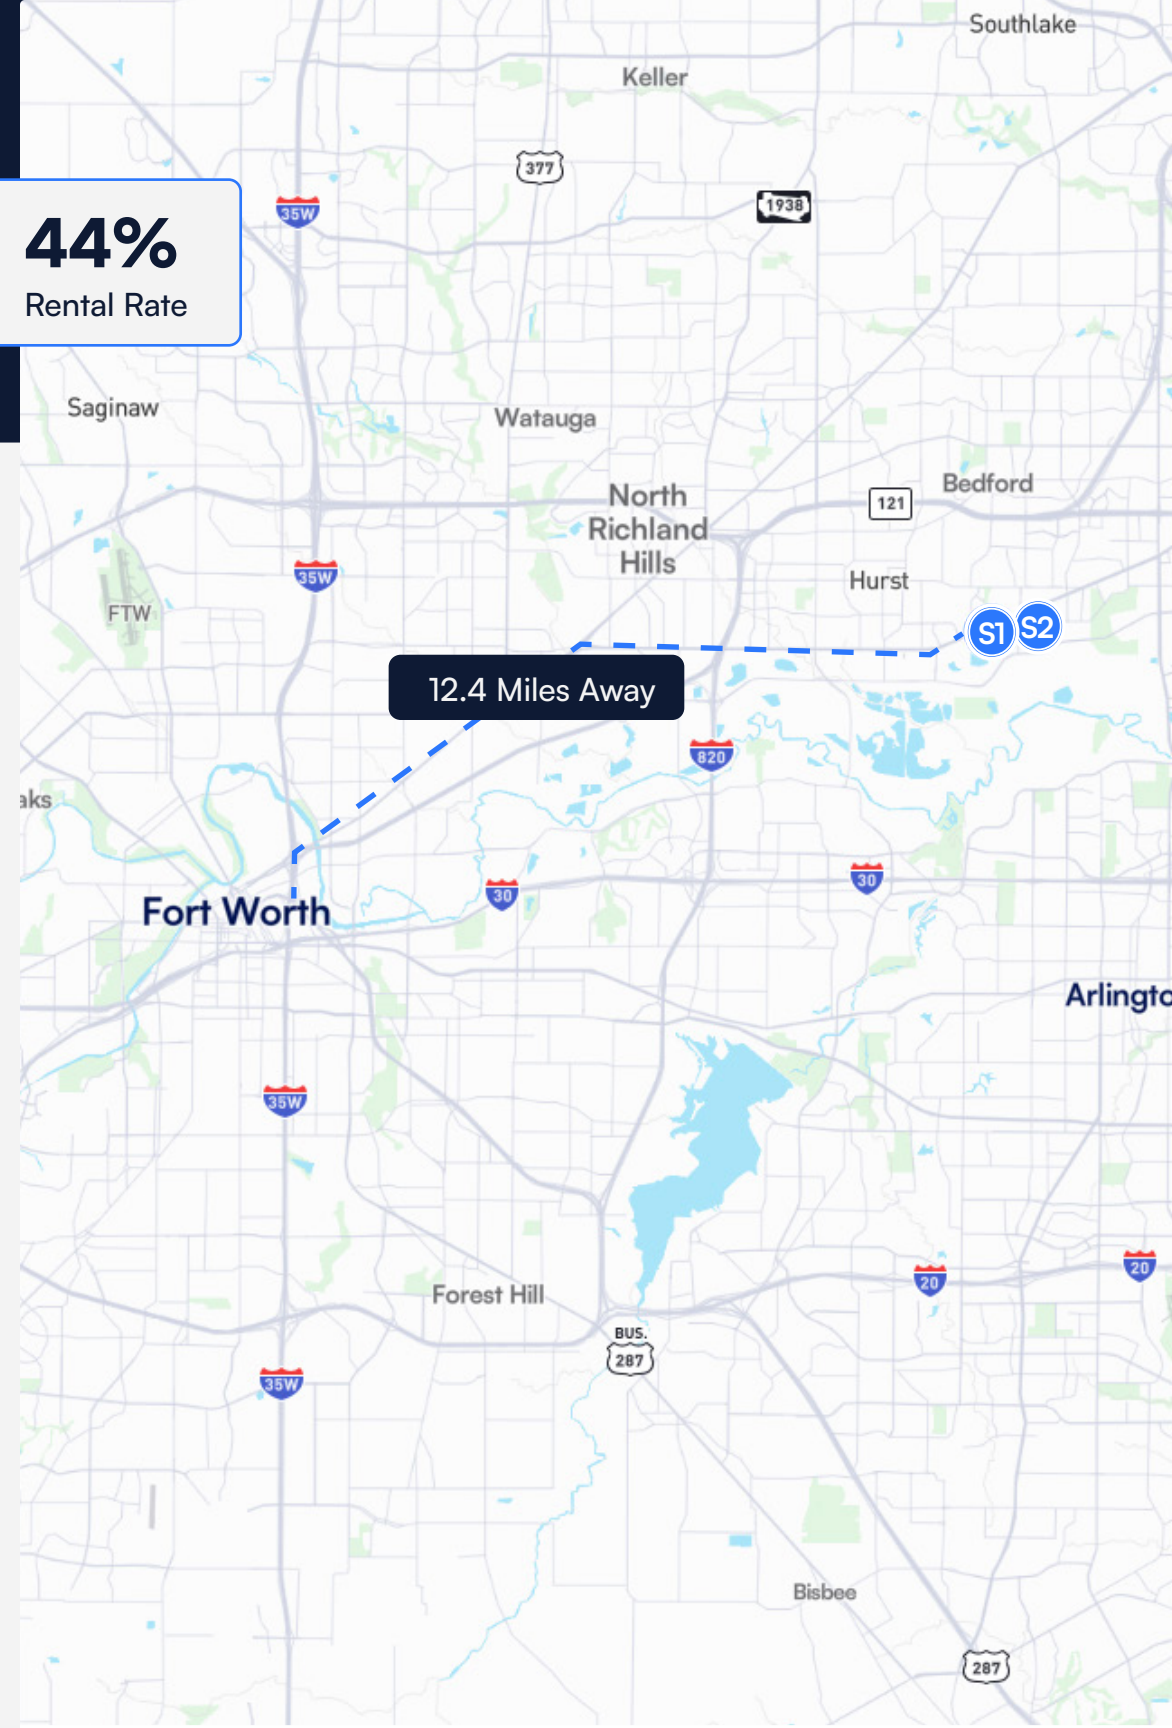 Southlake
Keller
377
1938
35W
44%
Rental Rate
Saginaw
Watauga
North
Richland
Hills
Bedford
121
35W
Hurst
FTW
S1
S2
12.4 Miles Away
820
aks
30
30
Fort Worth
Arlingto
35W
20
20
Forest Hill
BUS.
287
35W
Bisbee
287